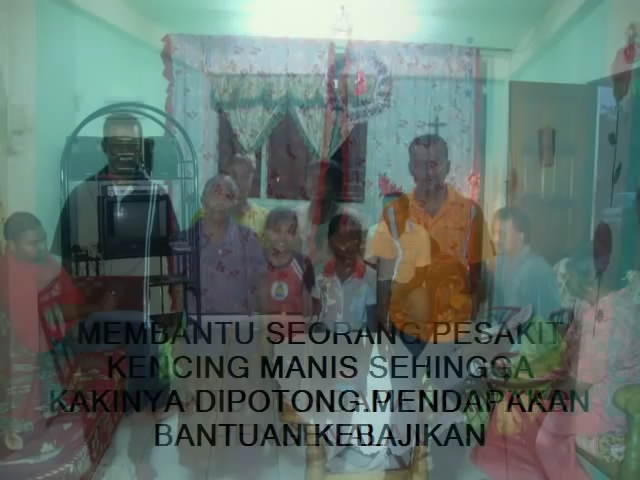 MEMBANTU SEORANG PESAKIT
KENCING MANIS SEHINGGA
KAKINYA DIPOTONG.MENDAPAKAN
BANTUAN KEBAJIKAN